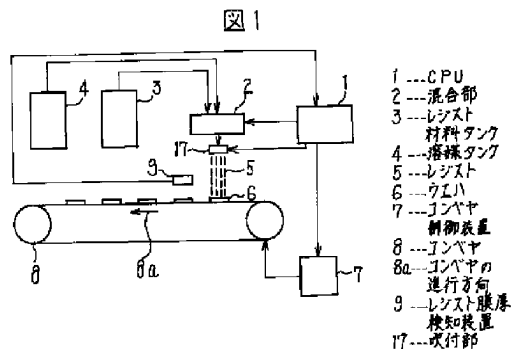 図1
4
3
2
1
17
9
5
6
8
8a
7
1---CPU
2---混合部
3---レジスト
材料タンク
4---溶媒タンク
5---レジスト
6---ウエハ
7---コンベヤ
制御装置
8---コンベヤ
8a---コンベヤの
進行方向
9---レジスト膜厚
検知装置
17---吹付部